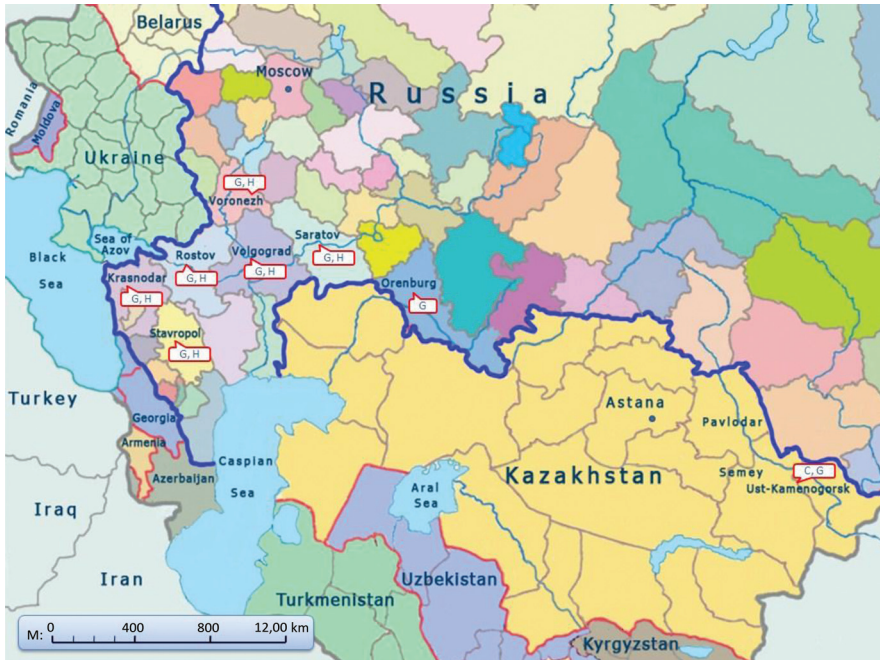 Belarus
Moscow
Russia
Romania
Moldova
Ukraine
G, H
Voronezh
Sea of
Azov
Black
Sea
Rostov
G, H
Volgograd
G, H
Saratov
G, H
Krasnodar
G, H
Orenburg
G
Stavropol
G, H
Turkey
Georgia
Armenia
Azerbaijan
Caspian
Sea
Astana
Pavlodar
Kazakhstan
Semey
C, G
Ust-Kamenogorsk
Aral
Sea
Iraq
Iran
Uzbekistan
Turkmenistan
Kyrgyzstan
M: 0 400 800 12,00 km